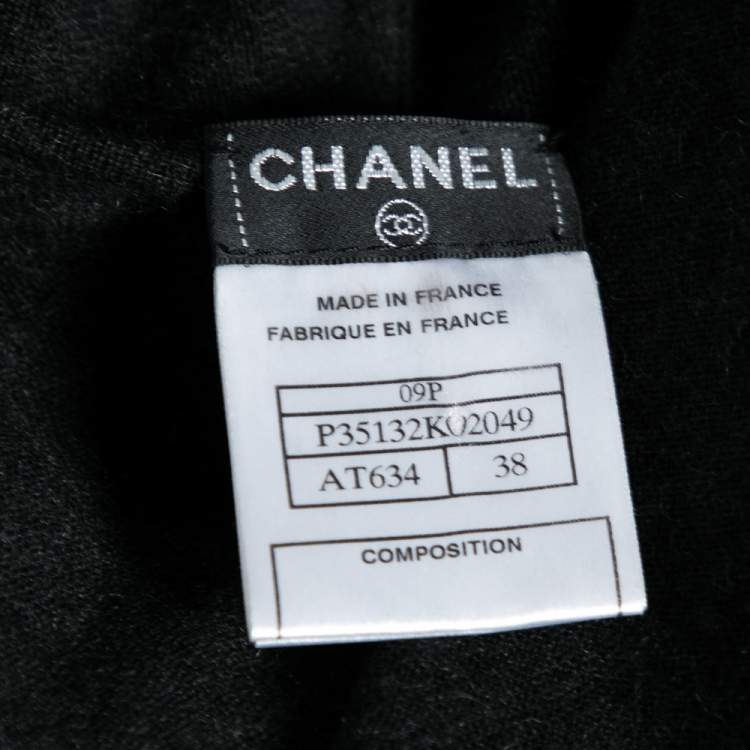 CHANEL
MADE IN FRANCE
FABRIQUE EN FRANCE
09P
P35132K02049
AT634 38
COMPOSITION